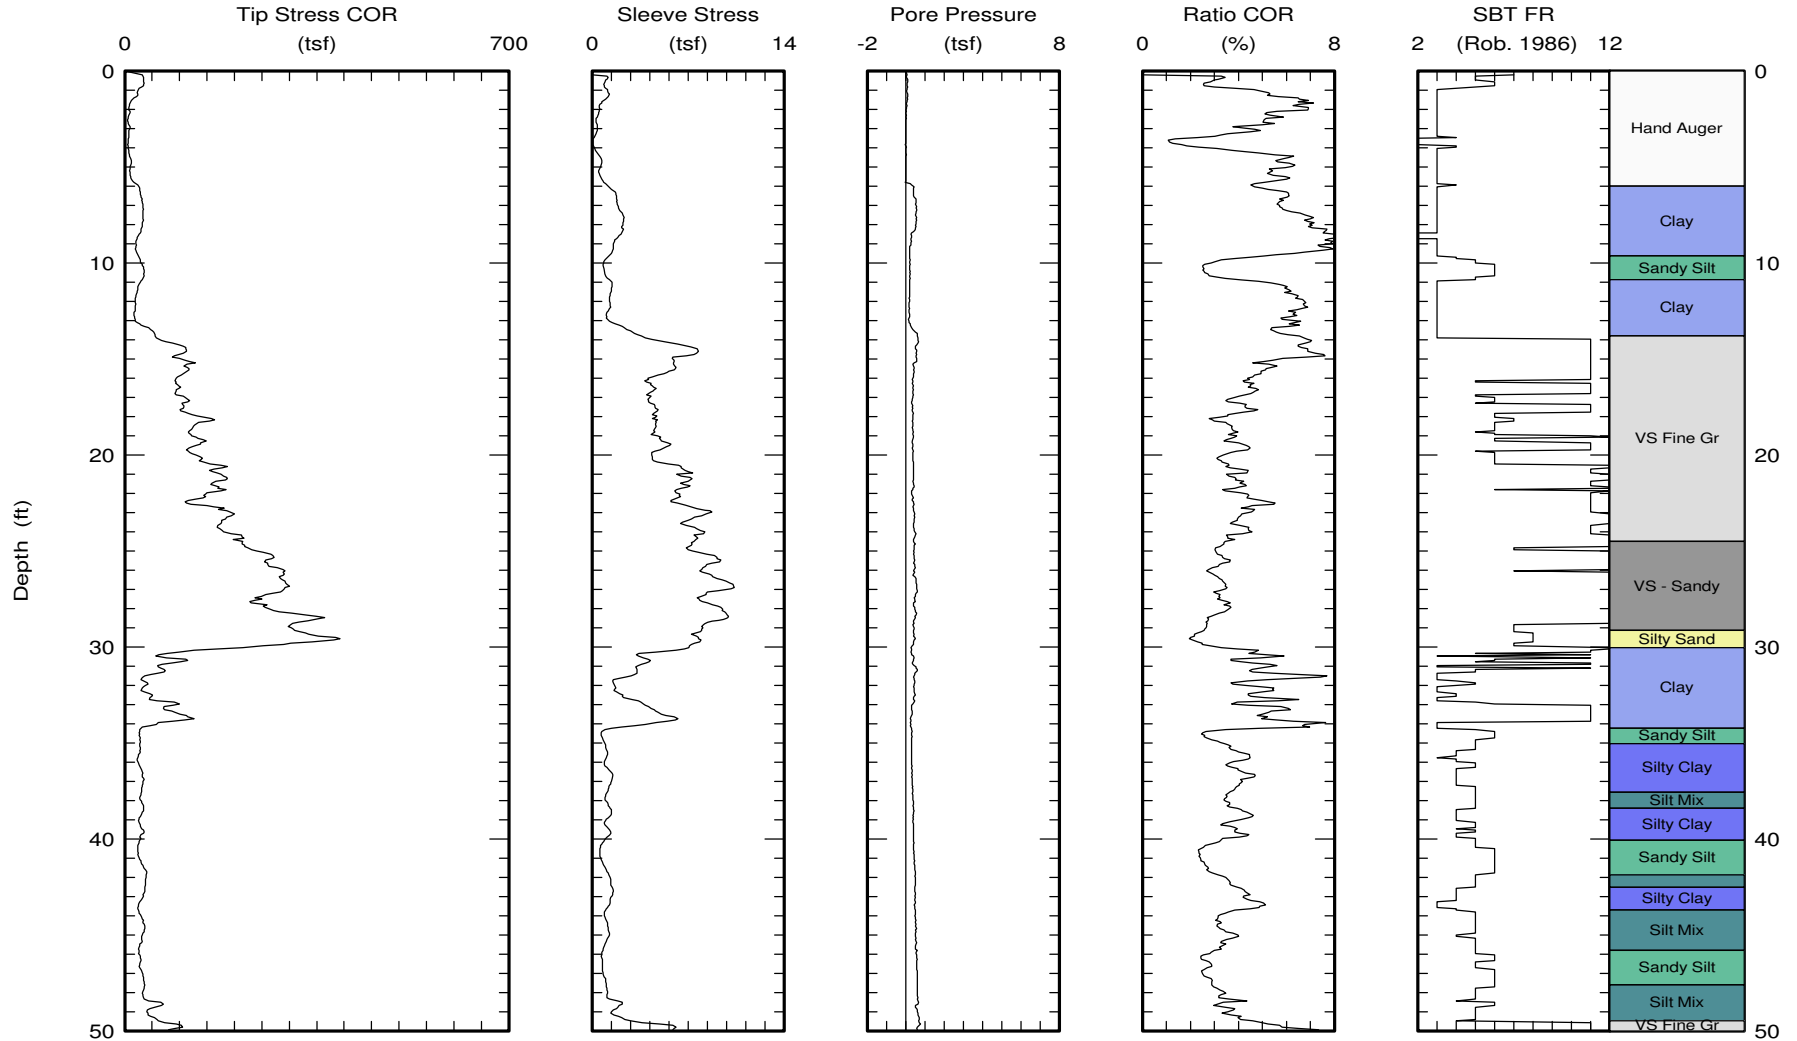 Tip Stress COR Sleeve Stress Pore Pressure Ratio COR SBT FR
0 (tsf) 700 0 (tsf) 14 -2 (tsf) 8 0 (%) 8 2 (Rob. 1986) 12
0 0
Hand Auger
Clay
10 Sandy Silt 10
Clay
VS Fine Gr
20 20
Depth (ft)
VS - Sandy
Silty Sand
30 30
Clay
Sandy Silt
Silty Clay
Silt Mix
Silty Clay
40 40
Sandy Silt
Silty Clay
Silt Mix
Sandy Silt
Silt Mix
VS Fine Gr
50 50